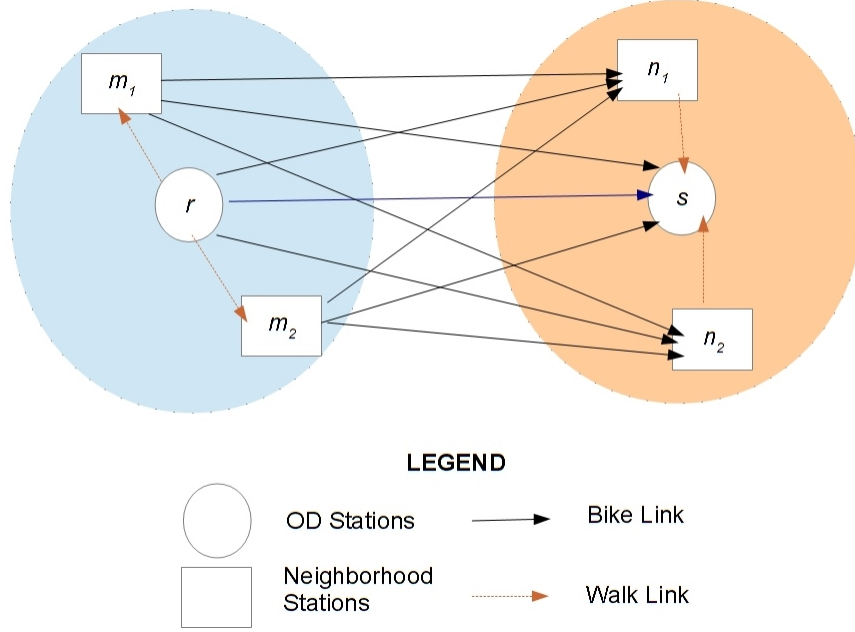 m1
n1
r
s
m2
n2
LEGEND
OD Stations
Bike Link
Neighborhood
Stations
Walk Link